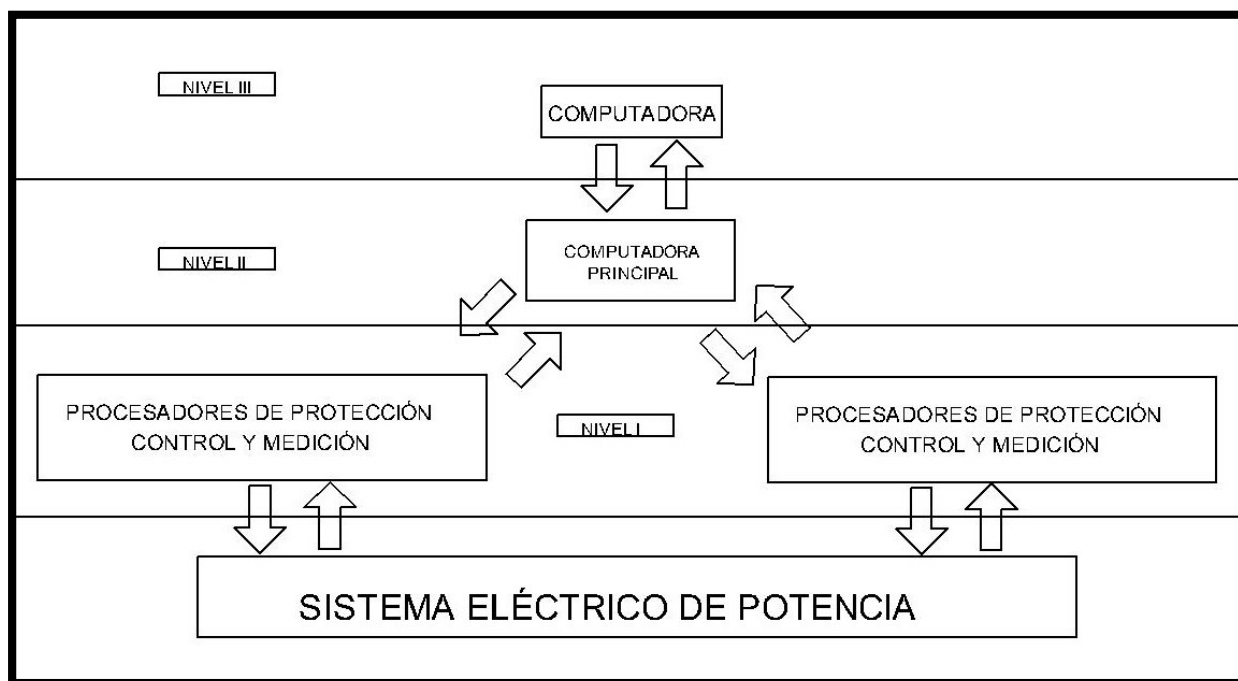 NIVEL III
COMPUTADORA
NIVEL II
COMPUTADORA
PRINCIPAL
PROCESADORES DE PROTECCIÓN
CONTROL Y MEDICIÓN
NIVEL I
PROCESADORES DE PROTECCIÓN
CONTROL Y MEDICIÓN
SISTEMA ELÉCTRICO DE POTENCIA